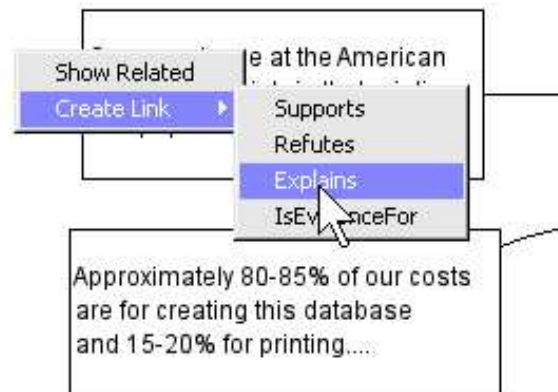 e at the American
Show Related
Create Link
Supports
Refutes
Explains
Approximately 80-85% of our costs
are for creating this database
and 15-20% for printing....